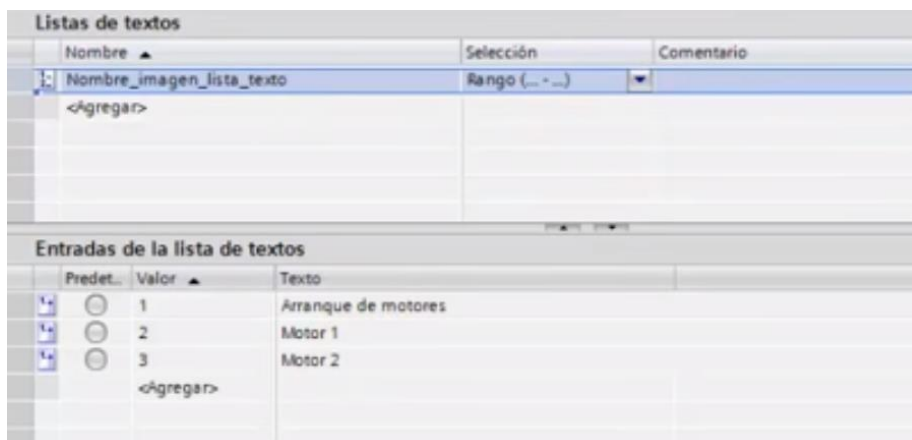 Listas de textos
Nombre Selección Comentario
Nombre_imagen_lista_texto Rango (... - ...)
<Agregar>
Entradas de la lista de textos
Predet... Valor Texto
1 Arranque de motores
2 Motor 1
3 Motor 2
<Agregar>